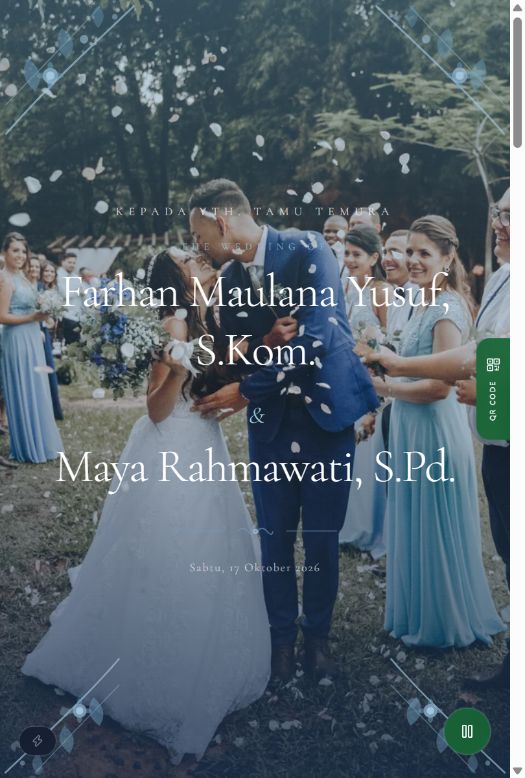 KEPADA YTH. TAMU TEMURA
THE WEDDING OF
Farhan Maulana Yusuf,
S.Kom.
&
Maya Rahmawati, S.Pd.
Sabtu, 17 Oktober 2026
QR CODE